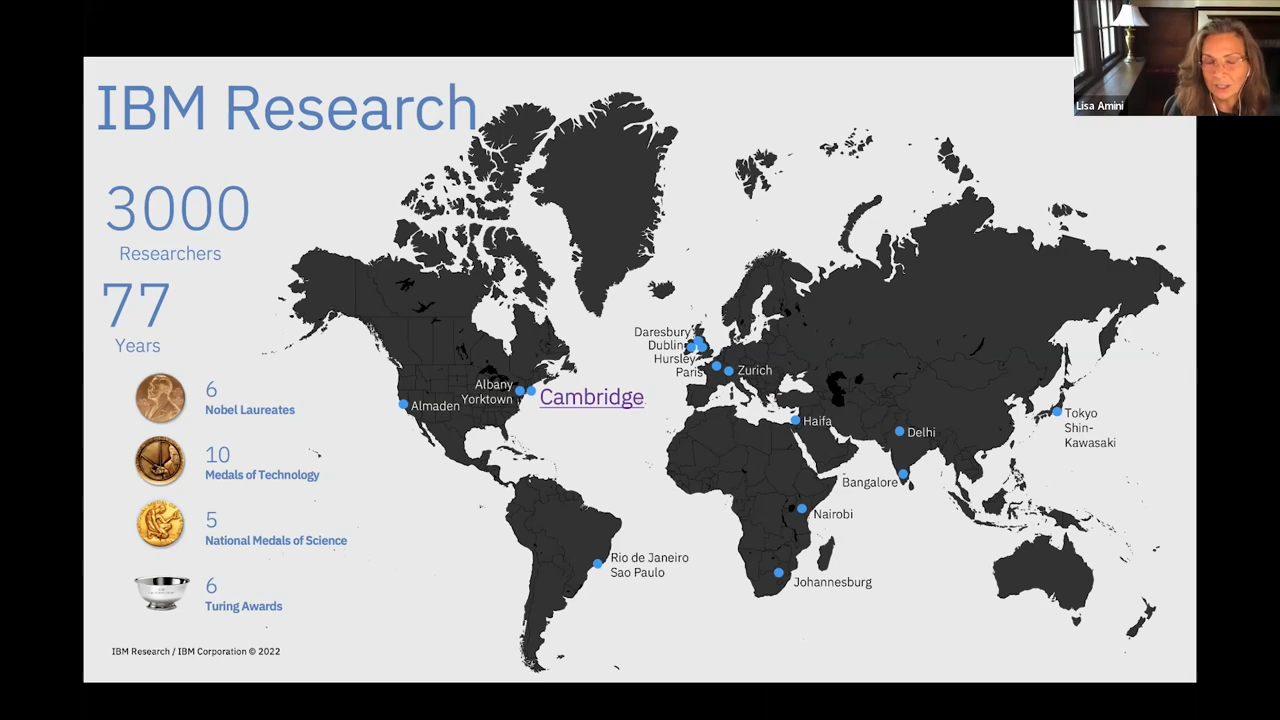 IBM Research
Lisa Amini
3000
Researchers
77
Years
6
Nobel Laureates
10
Medals of Technology
5
National Medals of Science
6
Turing Awards
IBM Research / IBM Corporation © 2022
Almaden
Albany
Yorktown
Cambridge
Daresbury
Dublin
Hursley
Paris
Zurich
Haifa
Delhi
Bangalore
Tokyo
Shin-
Kawasaki
Nairobi
Johannesburg
Rio de Janeiro
Sao Paulo